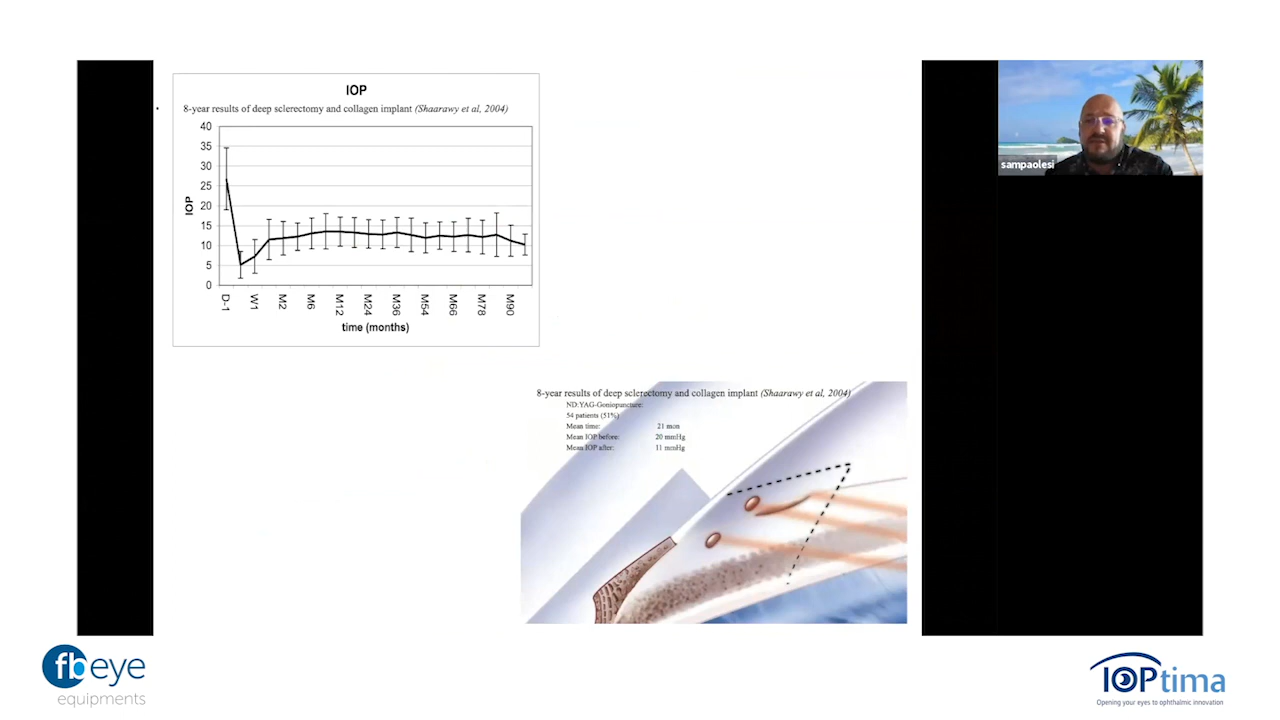 IOP
8-year results of deep sclerectomy and collagen implant (Shaarawy et al, 2004)
40
35
30
25
20
15
10
5
0
IOP
D-1
W1
M2
M6
M12
M24
M36
M54
M66
M78
M90
time (months)
sampaolesi
8-year results of deep sclerectomy and collagen implant (Shaarawy et al, 2004)
ND:YAG-Goniopuncture:
54 patients (51%)
Mean time: 21 mon
Mean IOP before: 20 mmHg
Mean IOP after: 11 mmHg
fbeye
equipments
IOPtima
Opening your eyes to ophthalmic innovation